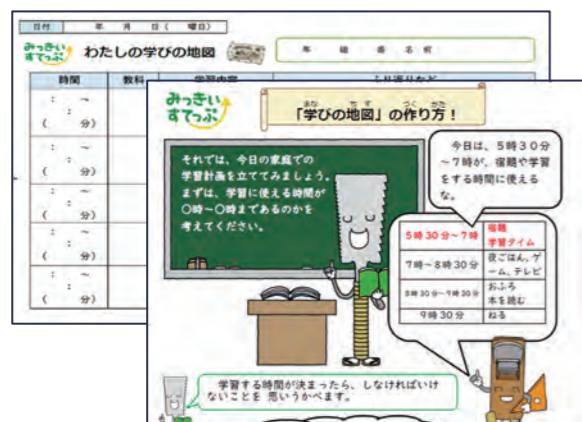 日付 年 月 日( 曜日)
みっきい
すてっぷ
わたしの学びの地図
年 組 番 名前
時間 教科 学習内容 ふり返りなど
: ~
:
( 分)
: ~
:
( 分)
: ~
:
( 分)
: ~
:
( 分)
: ~
:
( 分)
みっきい
すてっぷ
「学びの地図」の作り方!
まな ちず つく かた
それでは、今日の家庭での
学習計画を立ててみましょう。
まずは、学習に使える時間が
〇時~〇時まであるのかを
考えてください。
今日は、5時30分
~7時が、宿題や学習
をする時間に使える
な。
5時30分~7時 宿題
学習タイム
7時~8時30分 夜ごはん、ゲ
ーム、テレビ
8時30分~9時30分 おふろ
本を読む
9時30分 ねる
学習する時間が決まったら、しなければいけ
ないことを 思いうかべます。